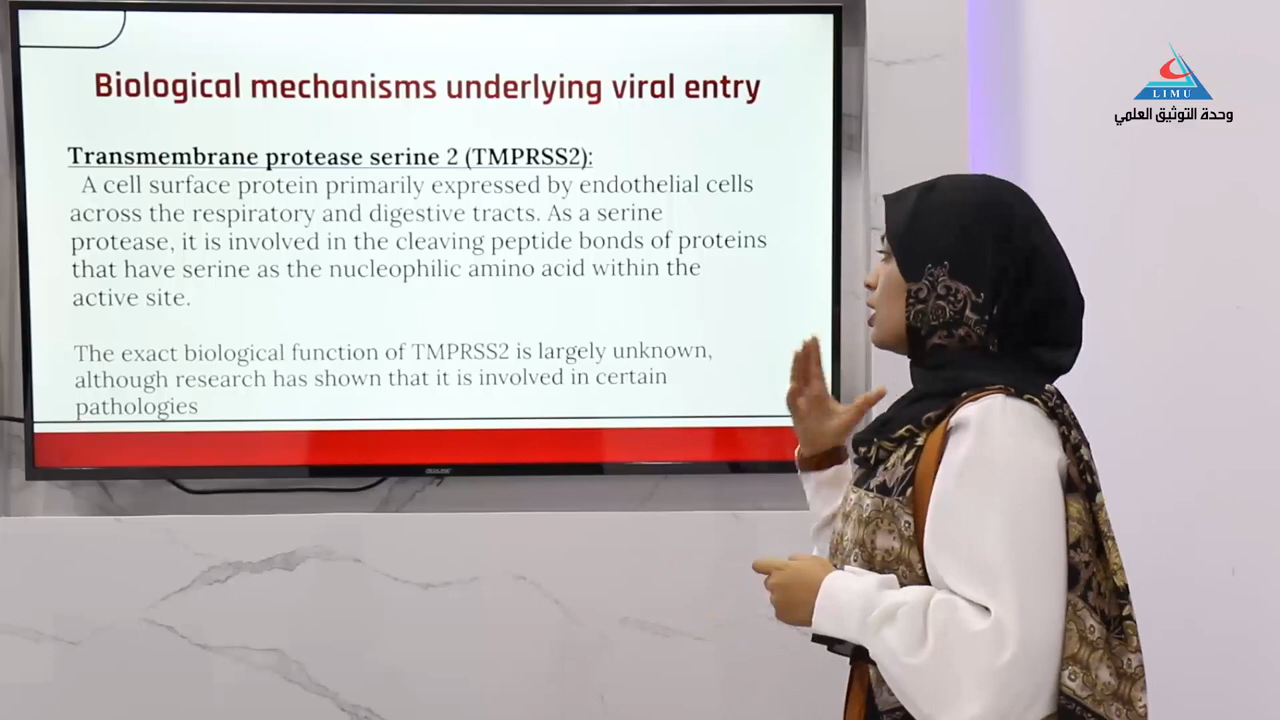 Biological mechanisms underlying viral entry
Transmembrane protease serine 2 (TMPRSS2):
A cell surface protein primarily expressed by endothelial cells
across the respiratory and digestive tracts. As a serine
protease, it is involved in the cleaving peptide bonds of proteins
that have serine as the nucleophilic amino acid within the
active site.
The exact biological function of TMPRSS2 is largely unknown,
although research has shown that it is involved in certain
pathologies
LIMU
وحدة التوثيق العلمي